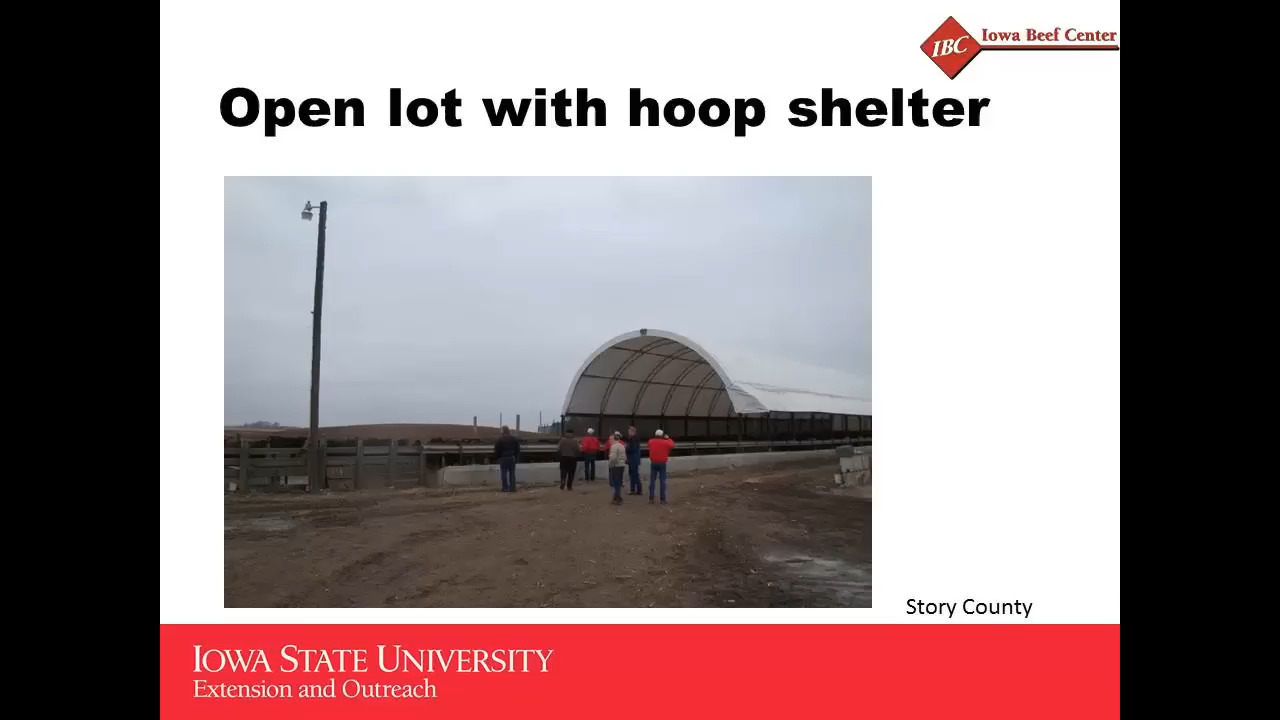 IBC Iowa Beef Center
Open lot with hoop shelter
Story County
IOWA STATE UNIVERSITY
Extension and Outreach